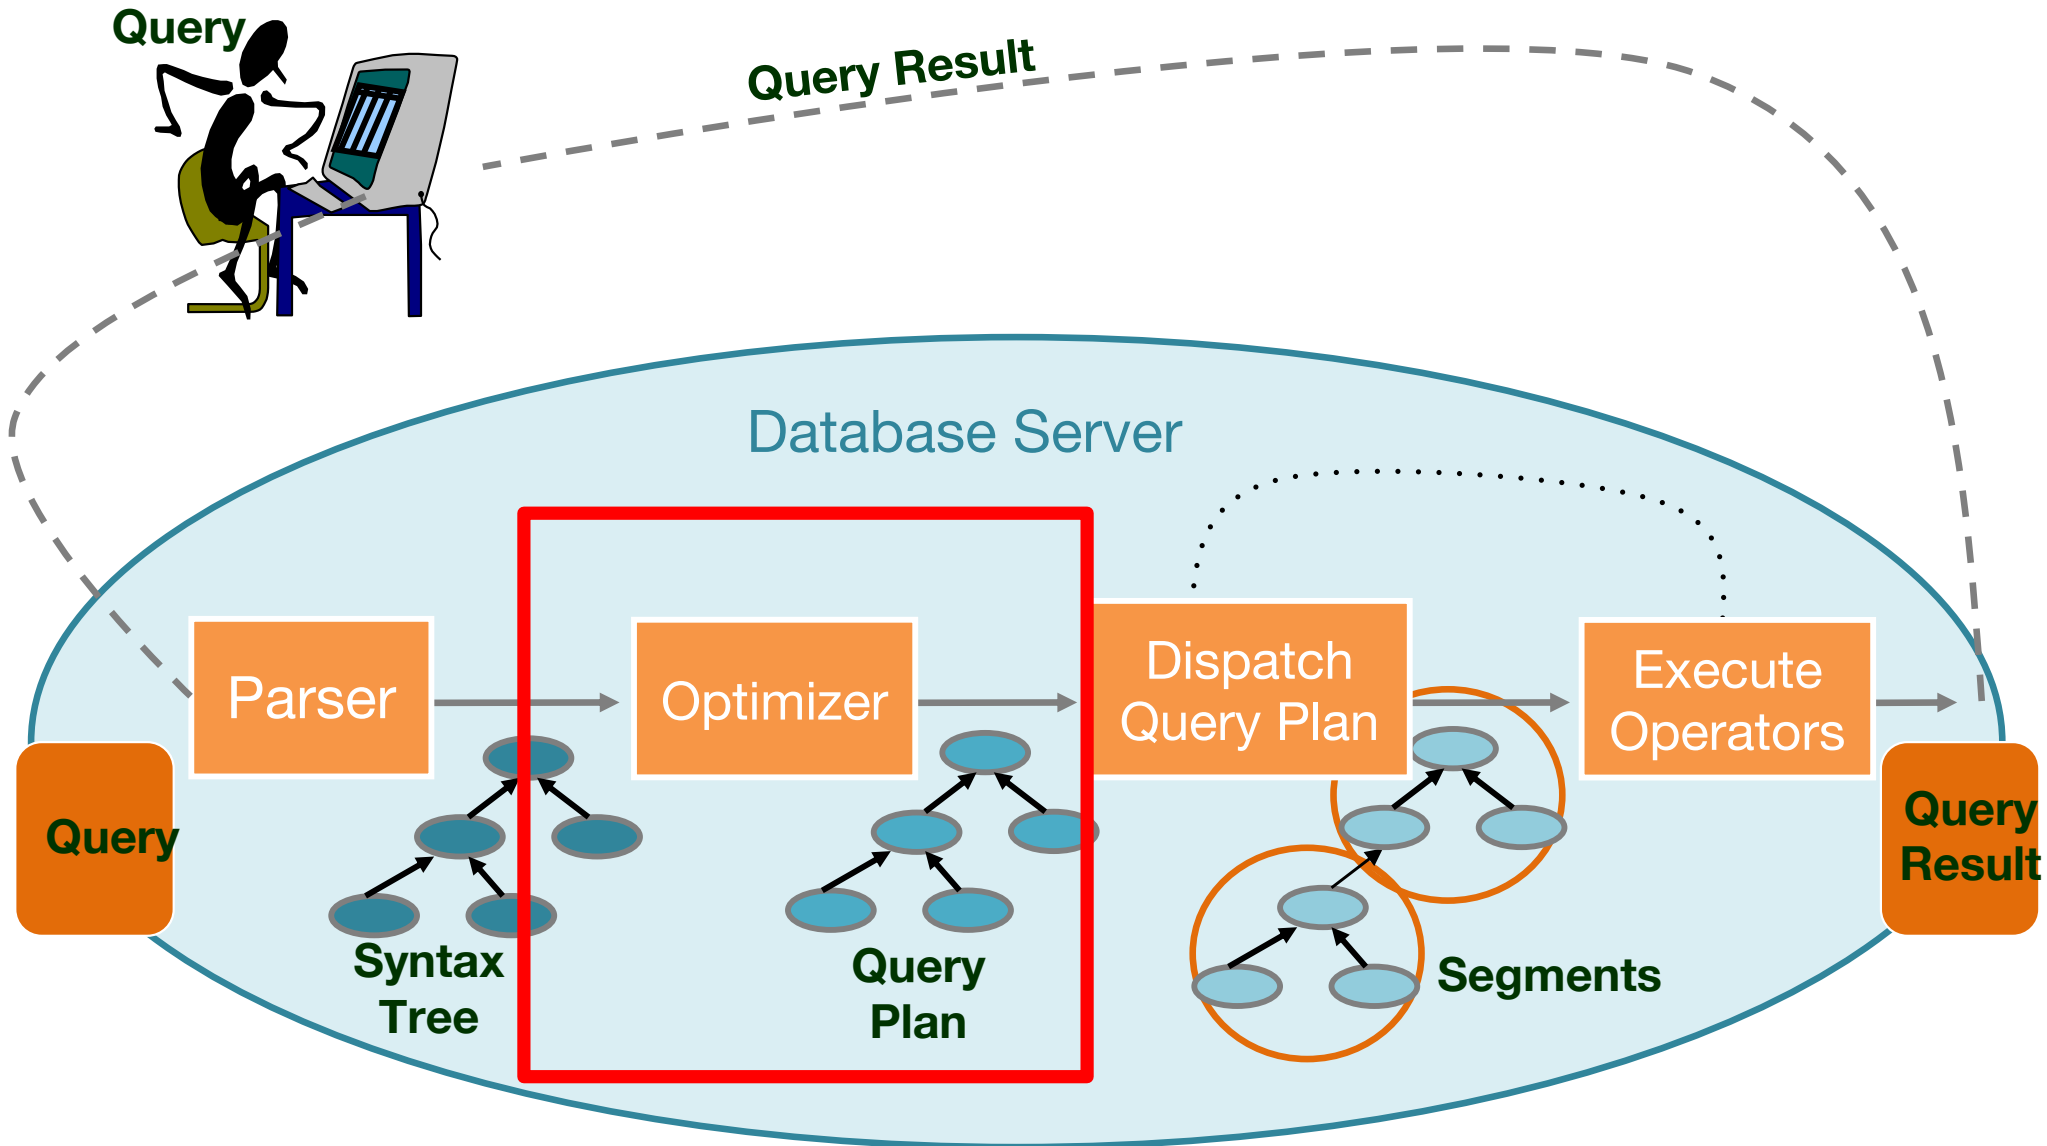 Query
Query Result
Database Server
Parser
Optimizer
Dispatch
Query Plan
Execute
Operators
Query
Syntax
Tree
Query
Plan
Segments
Query
Result